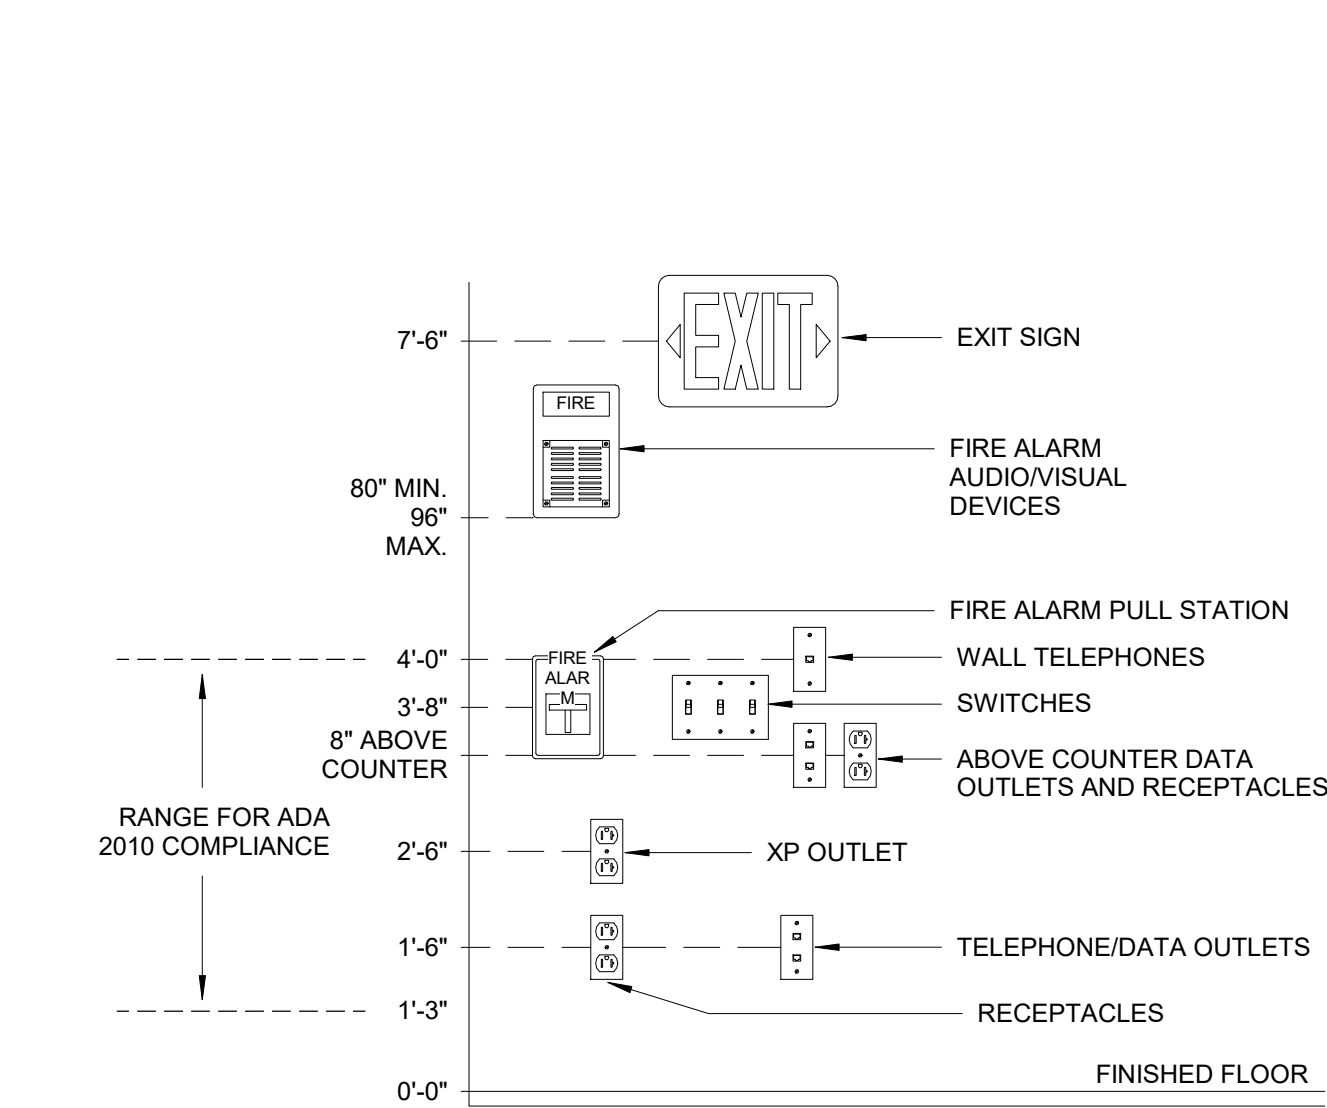 7'-6"
EXIT
EXIT SIGN
FIRE
FIRE ALARM
AUDIO/VISUAL
DEVICES
80" MIN.
96"
MAX.
FIRE ALARM PULL STATION
4'-0"
FIRE
ALAR
M
WALL TELEPHONES
3'-8"
SWITCHES
8" ABOVE
COUNTER
ABOVE COUNTER DATA
OUTLETS AND RECEPTACLES
RANGE FOR ADA
2010 COMPLIANCE
2'-6"
XP OUTLET
1'-6"
TELEPHONE/DATA OUTLETS
1'-3"
RECEPTACLES
FINISHED FLOOR
0'-0"